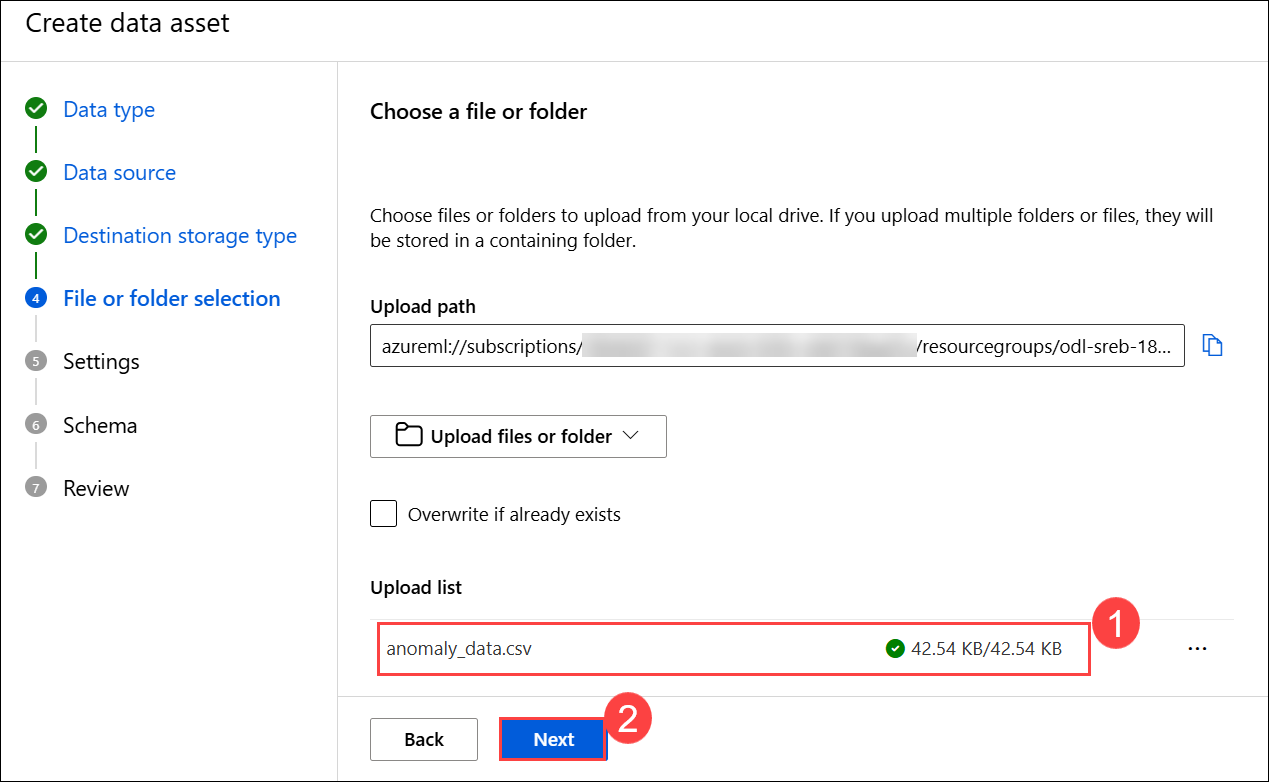 Create data asset
Data type
Data source
Destination storage type
4 File or folder selection
5 Settings
6 Schema
7 Review
Choose a file or folder
Choose files or folders to upload from your local drive. If you upload multiple folders or files, they will
be stored in a containing folder.
Upload path
azureml://subscriptions/ /resourcegroups/odl-sreb-18...
Upload files or folder
Overwrite if already exists
Upload list
anomaly_data.csv 42.54 KB/42.54 KB ...
1
Back Next
2